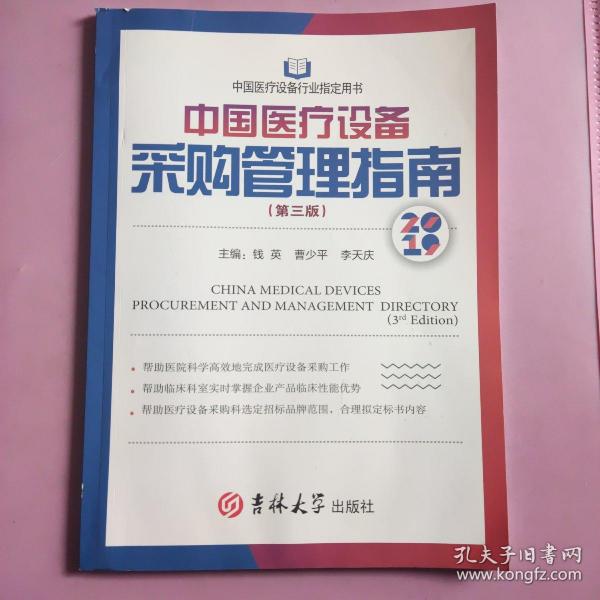 中国医疗设备行业指定用书
中国医疗设备
采购管理指南
（第三版）
2019
主编：钱 英 曹少平 李天庆
CHINA MEDICAL DEVICES
PROCUREMENT AND MANAGEMENT DIRECTORY
(3rd Edition)
· 帮助医院科学高效地完成医疗设备采购工作
· 帮助临床科室实时掌握企业产品临床性能优势
· 帮助医疗设备采购科选定招标品牌范围，合理拟定标书内容
吉林大学出版社
孔夫子旧书网
www.kongfz.com